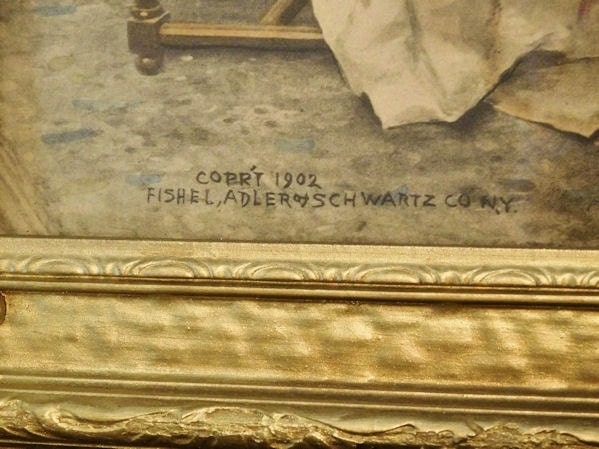 COPR'T 1902
FISHEL, ADLER & SCHWARTZ CO N.Y.